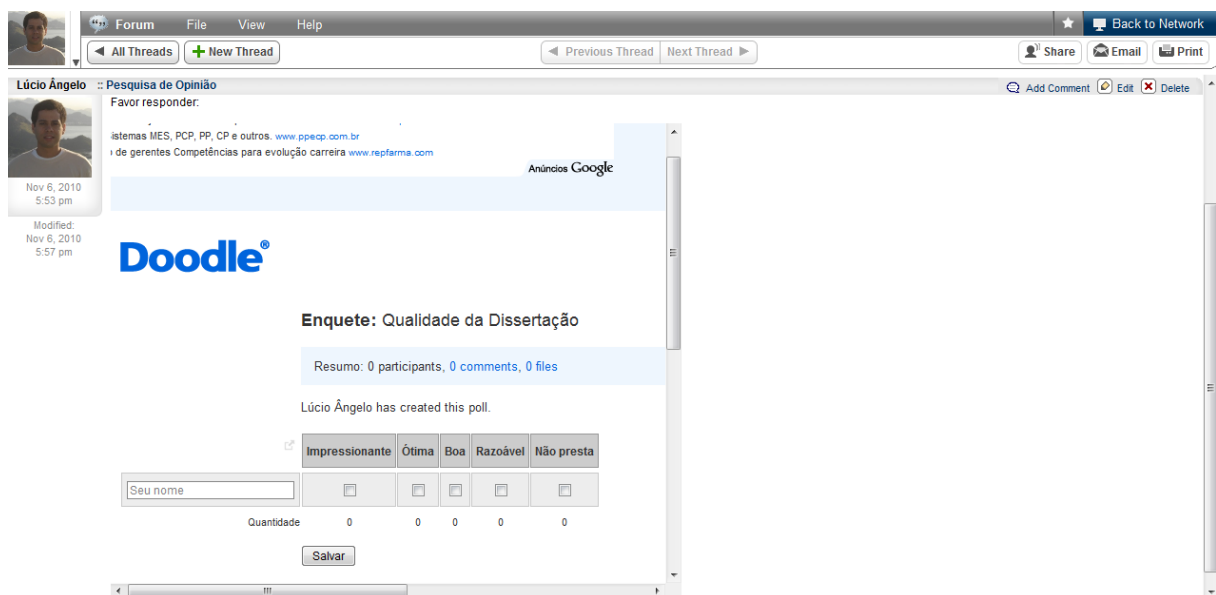 Forum File View Help Back to Network
All Threads New Thread Previous Thread Next Thread Share Email Print
Lúcio Ângelo :: Pesquisa de Opinião Add Comment Edit Delete
Favor responder:
istemas MES, PCP, PP, CP e outros. www.ppecp.com.br
de gerentes Competências para evolução carreira www.repfarma.com
Anúncios Google
Nov 6, 2010
5:53 pm
Modified:
Nov 6, 2010
5:57 pm
Doodle®
Enquete: Qualidade da Dissertação
Resumo: 0 participants, 0 comments, 0 files
Lúcio Ângelo has created this poll.
Impressionante Ótima Boa Razoável Não presta
Seu nome
Quantidade 0 0 0 0 0
Salvar